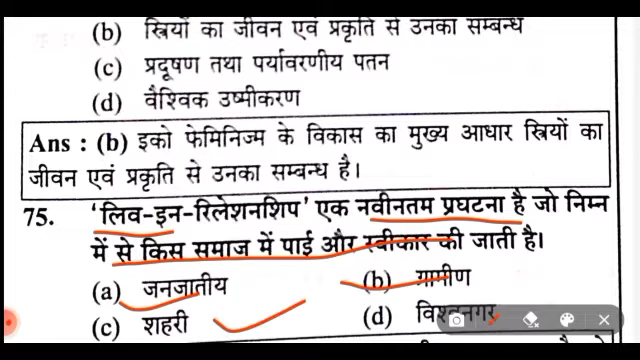 (b) स्त्रियों का जीवन एवं प्रकृति से उनका सम्बन्ध
(c) प्रदूषण तथा पर्यावरणीय पतन
(d) वैश्विक उष्मीकरण
Ans : (b) इको फेमिनिज्म के विकास का मुख्य आधार स्त्रियों का
जीवन एवं प्रकृति से उनका सम्बन्ध है।
75. ‘लिव-इन-रिलेशनशिप’ एक नवीनतम प्रघटना है जो निम्न
में से किस समाज में पाई और स्वीकार की जाती है।
(a) जनजातीय (b) ग्रामीण
(c) शहरी (d) विश्वनगर